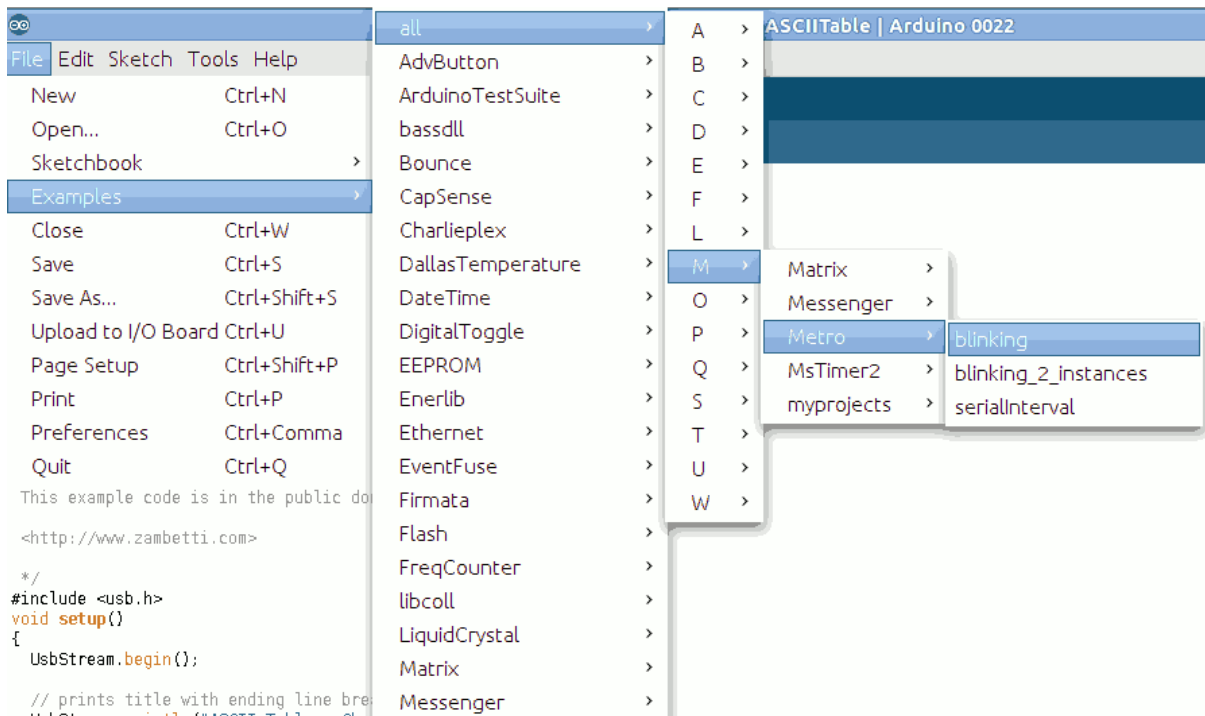 ASCIITable | Arduino 0022
File Edit Sketch Tools Help
New Ctrl+N
Open... Ctrl+O
Sketchbook
Examples
Close Ctrl+W
Save Ctrl+S
Save As... Ctrl+Shift+S
Upload to I/O Board Ctrl+U
Page Setup Ctrl+Shift+P
Print Ctrl+P
Preferences Ctrl+Comma
Quit Ctrl+Q
This example code is in the public do
<http://www.zambetti.com>
*/
#include <usb.h>
void setup()
{
UsbStream.begin();
// prints title with ending line bre
all
AdvButton
ArduinoTestSuite
bassdll
Bounce
CapSense
Charlieplex
DallasTemperature
DateTime
DigitalToggle
EEPROM
Enerlib
Ethernet
EventFuse
Firmata
Flash
FreqCounter
libcoll
LiquidCrystal
Matrix
Messenger
A
B
C
D
E
F
L
M
O
P
Q
S
T
U
W
Matrix
Messenger
Metro
MsTimer2
myprojects
blinking
blinking_2_instances
serialInterval